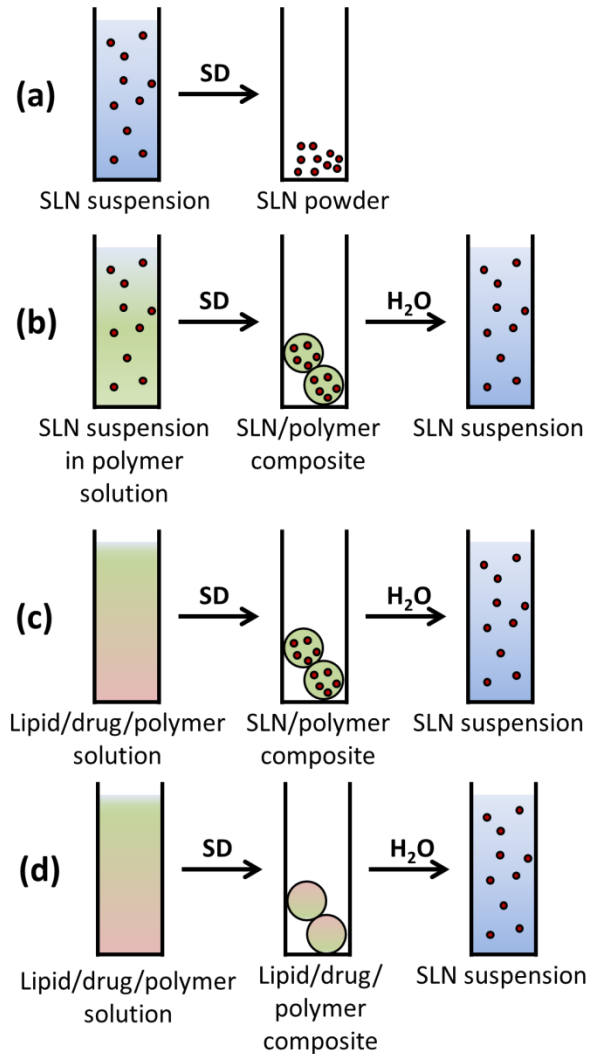 (a)
SD
SLN suspension
SLN powder
(b)
SD
H₂O
SLN suspension
in polymer
solution
SLN/polymer
composite
SLN suspension
(c)
SD
H₂O
Lipid/drug/polymer
solution
SLN/polymer
composite
SLN suspension
(d)
SD
H₂O
Lipid/drug/polymer
solution
Lipid/drug/
polymer
composite
SLN suspension